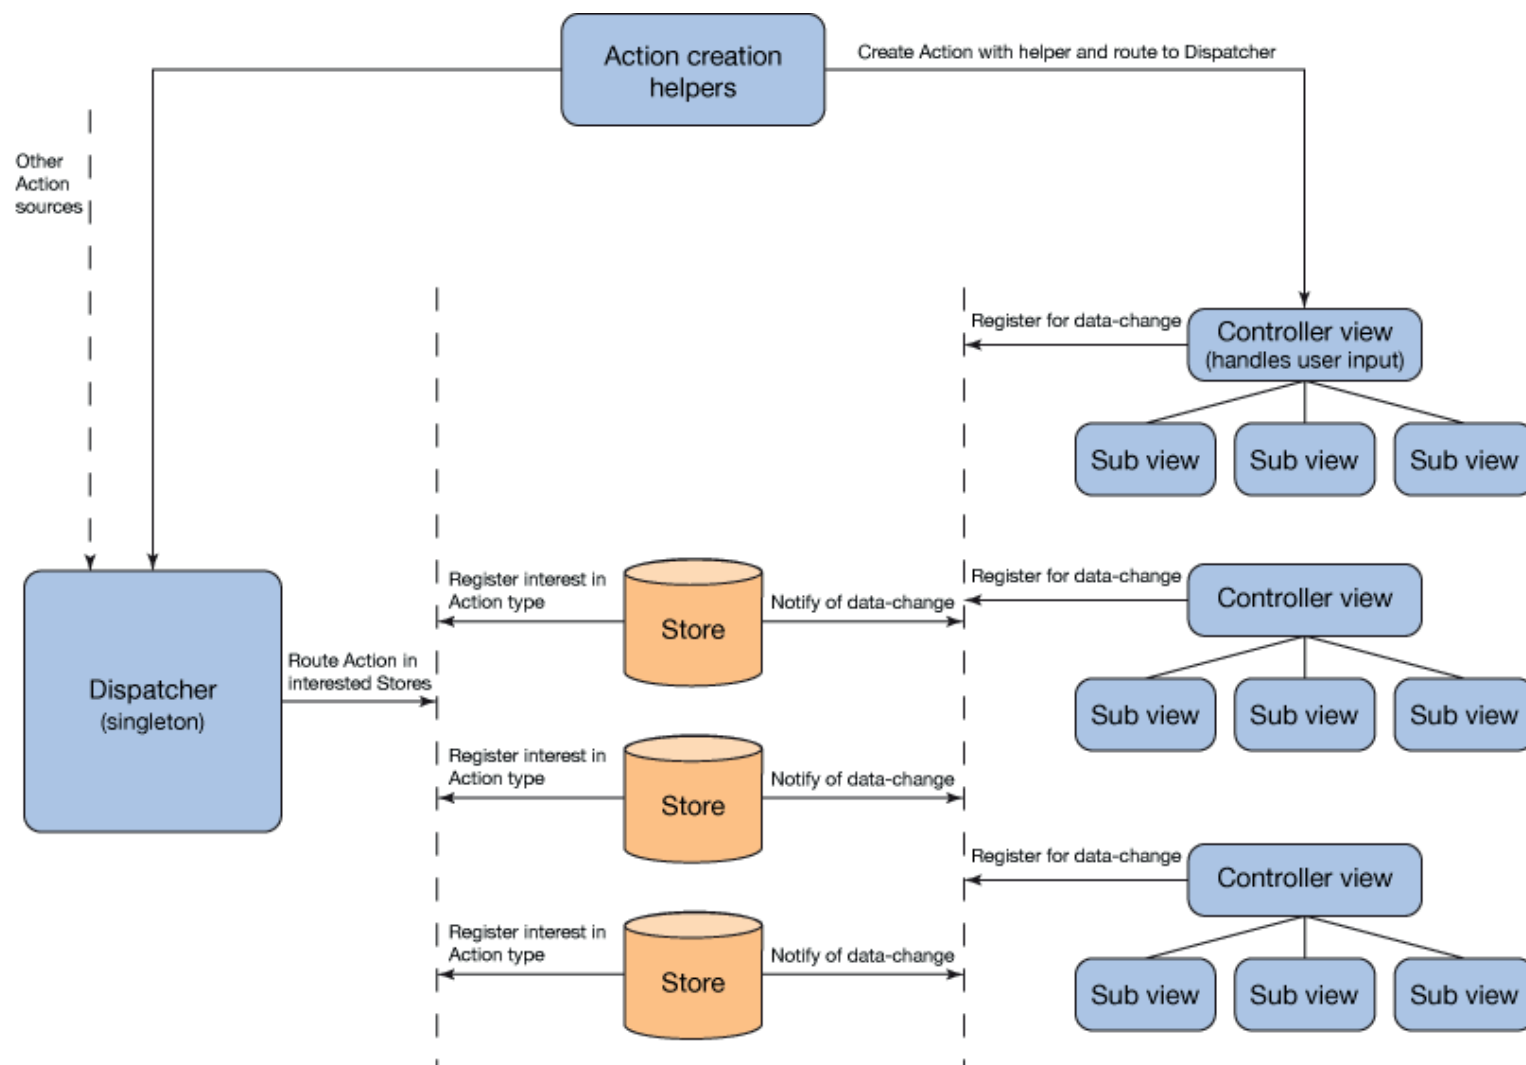 Action creation
helpers
Create Action with helper and route to Dispatcher
Other
Action
sources
Register for data-change
Controller view
(handles user input)
Sub view
Sub view
Sub view
Register interest in
Action type
Store
Notify of data-change
Register for data-change
Controller view
Sub view
Sub view
Sub view
Dispatcher
(singleton)
Route Action in
interested Stores
Register interest in
Action type
Store
Notify of data-change
Register for data-change
Controller view
Sub view
Sub view
Sub view
Register interest in
Action type
Store
Notify of data-change